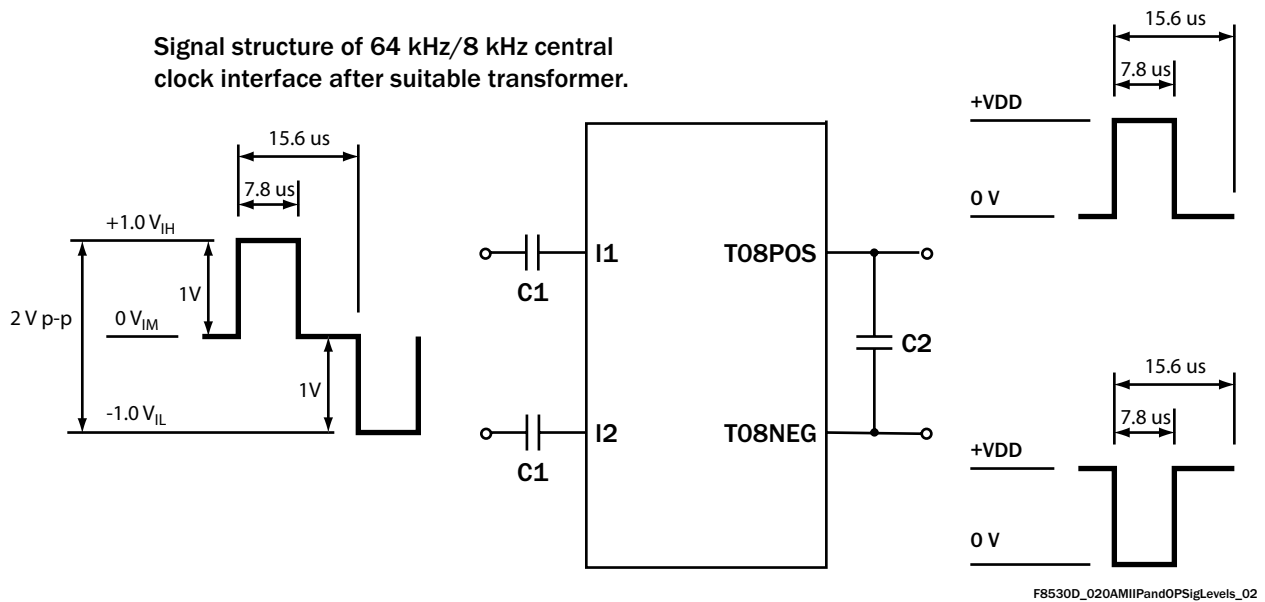 Signal structure of 64 kHz/8 kHz central
clock interface after suitable transformer.
15.6 us
7.8 us
+1.0 VIH
1V
2 V p-p
0 VIM
1V
-1.0 VIL
C1
I1
C1
I2
T08POS
T08NEG
C2
15.6 us
7.8 us
+VDD
0 V
15.6 us
7.8 us
+VDD
0 V
F8530D_020AMIIPandOPSigLevels_02